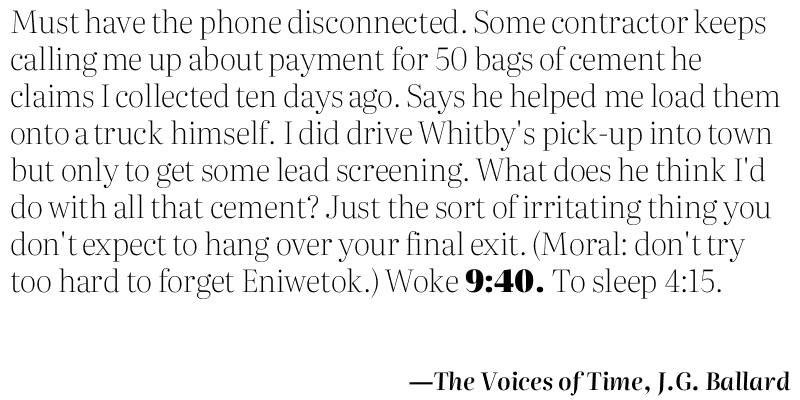 Must have the phone disconnected. Some contractor keeps
calling me up about payment for 50 bags of cement he
claims I collected ten days ago. Says he helped me load them
onto a truck himself. I did drive Whitby's pick-up into town
but only to get some lead screening. What does he think I'd
do with all that cement? Just the sort of irritating thing you
don't expect to hang over your final exit. (Moral: don't try
too hard to forget Eniwetok.) Woke 9:40. To sleep 4:15.
—The Voices of Time, J.G. Ballard